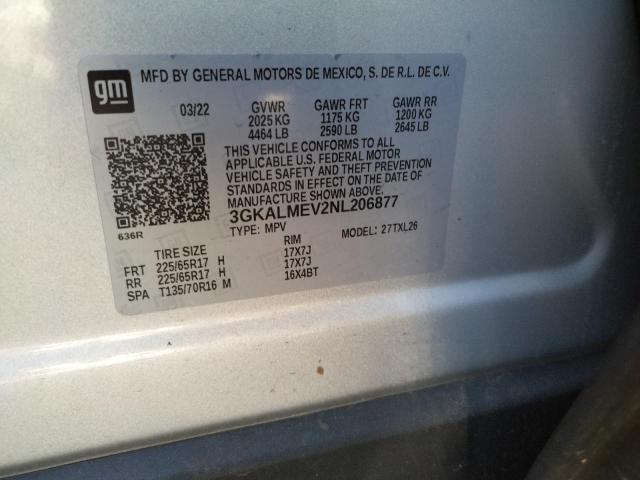 gm
MFD BY GENERAL MOTORS DE MEXICO, S. DE R.L. DE C.V.
03/22 GVWR GAWR FRT GAWR RR
2025 KG 1175 KG 1200 KG
4464 LB 2590 LB 2645 LB
THIS VEHICLE CONFORMS TO ALL
APPLICABLE U.S. FEDERAL MOTOR
VEHICLE SAFETY AND THEFT PREVENTION
STANDARDS IN EFFECT ON THE DATE OF
MANUFACTURE SHOWN ABOVE.
3GKALMEV2NL206877
636R TYPE: MPV MODEL: 27TXL26
TIRE SIZE RIM
FRT 225/65R17 H 17X7J
RR 225/65R17 H 17X7J
SPA T135/70R16 M 16X4BT